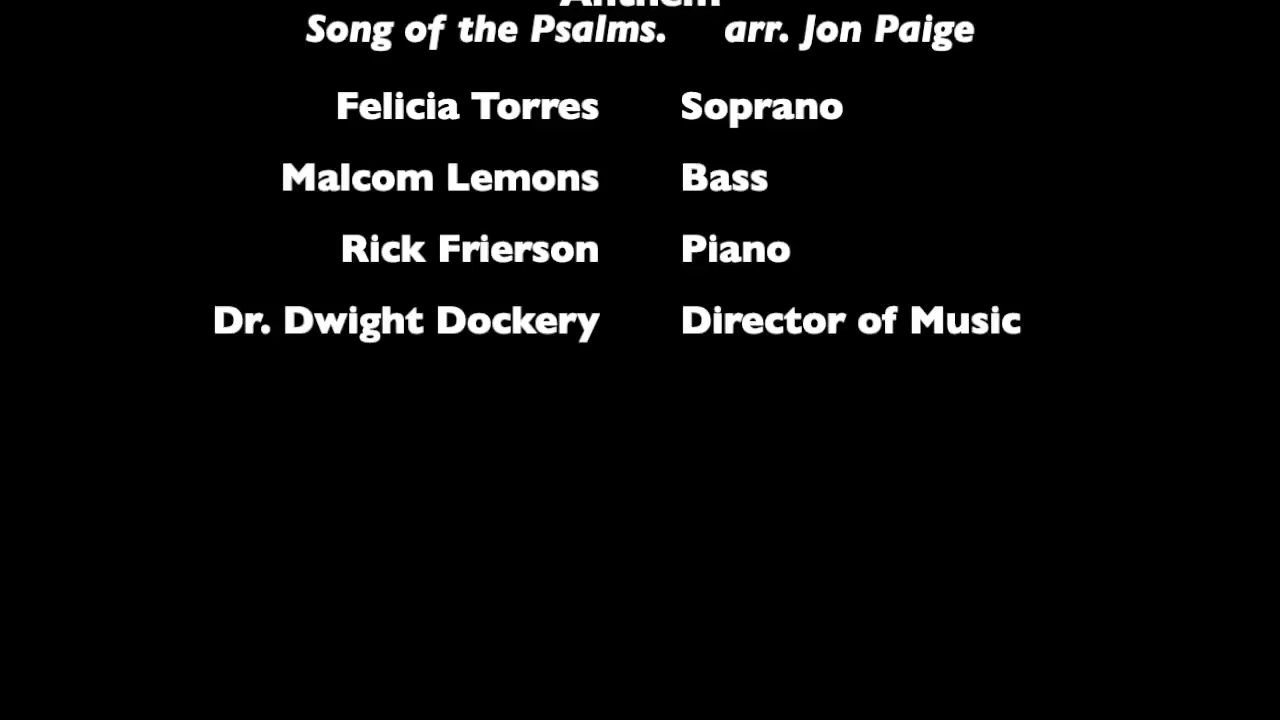 Anthem
Song of the Psalms. arr. Jon Paige
Felicia Torres Soprano
Malcom Lemons Bass
Rick Frierson Piano
Dr. Dwight Dockery Director of Music